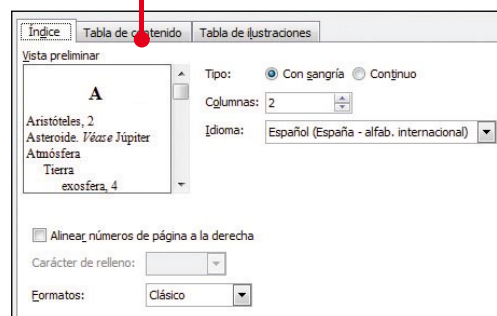 Índice Tabla de contenido Tabla de ilustraciones
Vista preliminar
A
Aristóteles, 2
Asteroide. Véase Júpiter
Atmósfera
Tierra
exosfera, 4
Tipo: Con sangría Continuo
Columnas: 2
Idioma: Español (España - alfab. internacional)
Alinear números de página a la derecha
Carácter de relleno:
Formatos: Clásico